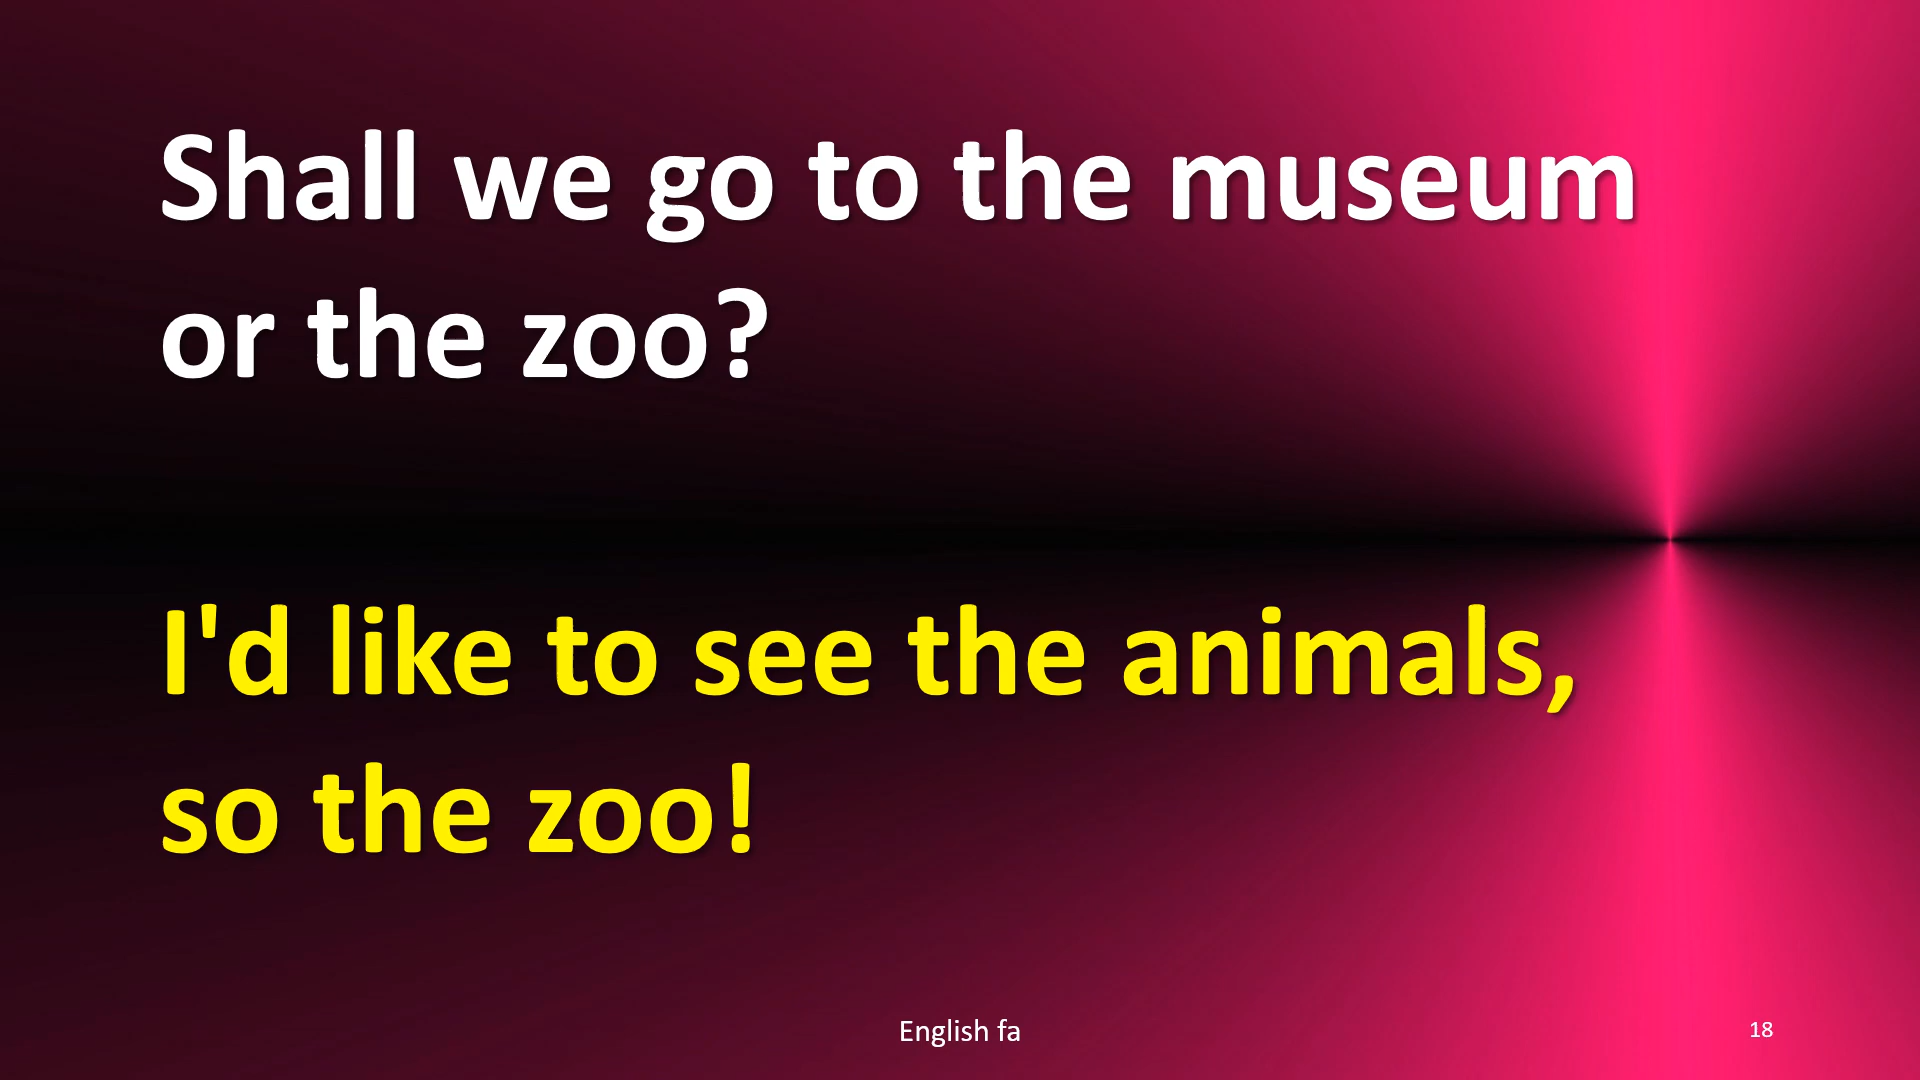 Shall we go to the museum
or the zoo?
I'd like to see the animals,
so the zoo!
English fa
18